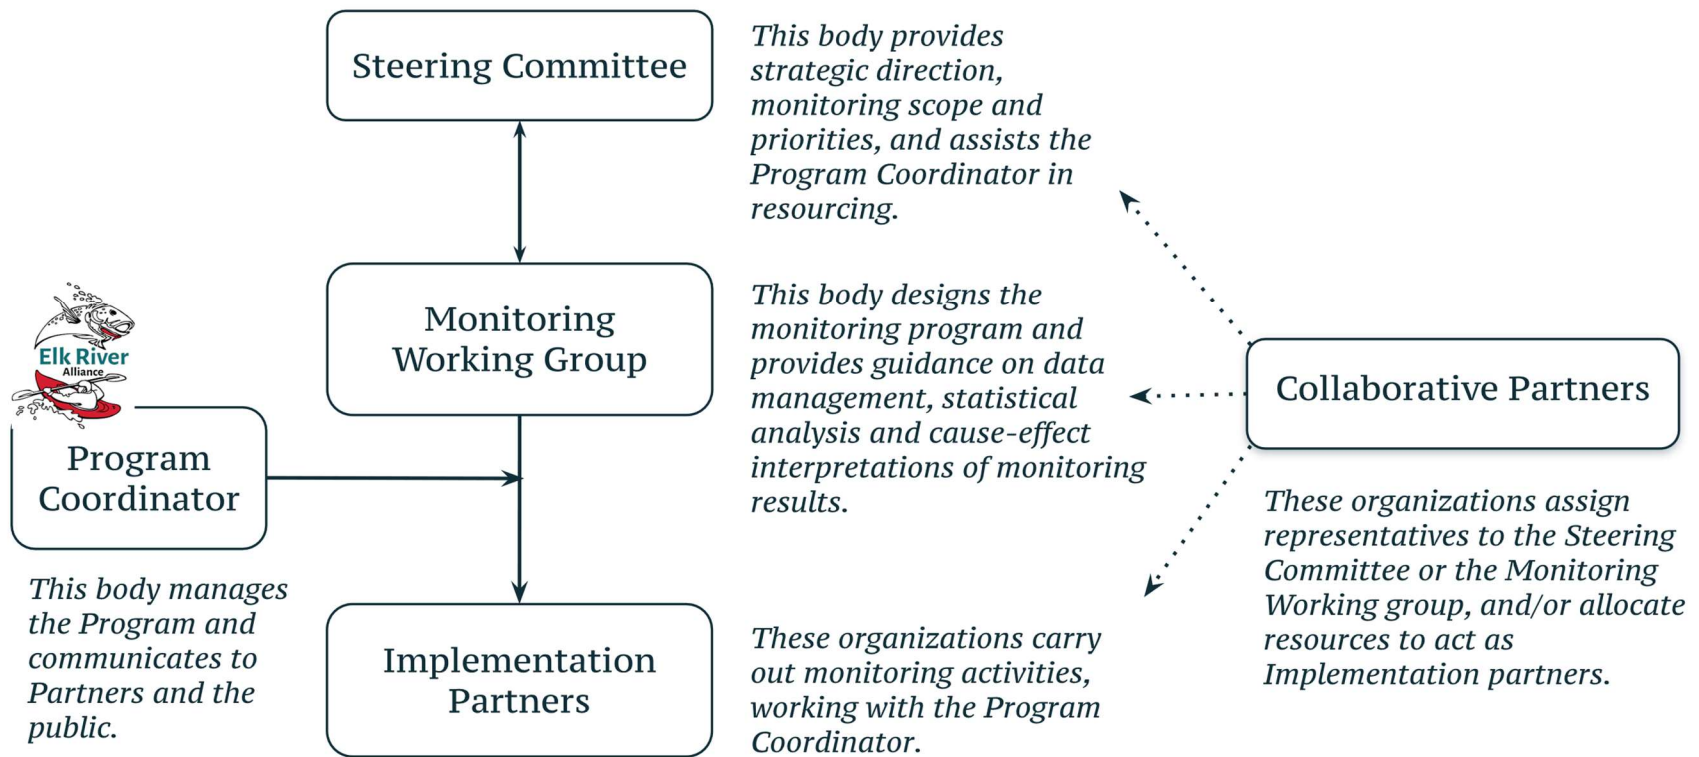 Steering Committee
This body provides
strategic direction,
monitoring scope and
priorities, and assists the
Program Coordinator in
resourcing.
Monitoring
Working Group
This body designs the
monitoring program and
provides guidance on data
management, statistical
analysis and cause-effect
interpretations of monitoring
results.
Elk River
Alliance
Program
Coordinator
This body manages
the Program and
communicates to
Partners and the
public.
Implementation
Partners
These organizations carry
out monitoring activities,
working with the Program
Coordinator.
Collaborative Partners
These organizations assign
representatives to the Steering
Committee or the Monitoring
Working group, and/or allocate
resources to act as
Implementation partners.